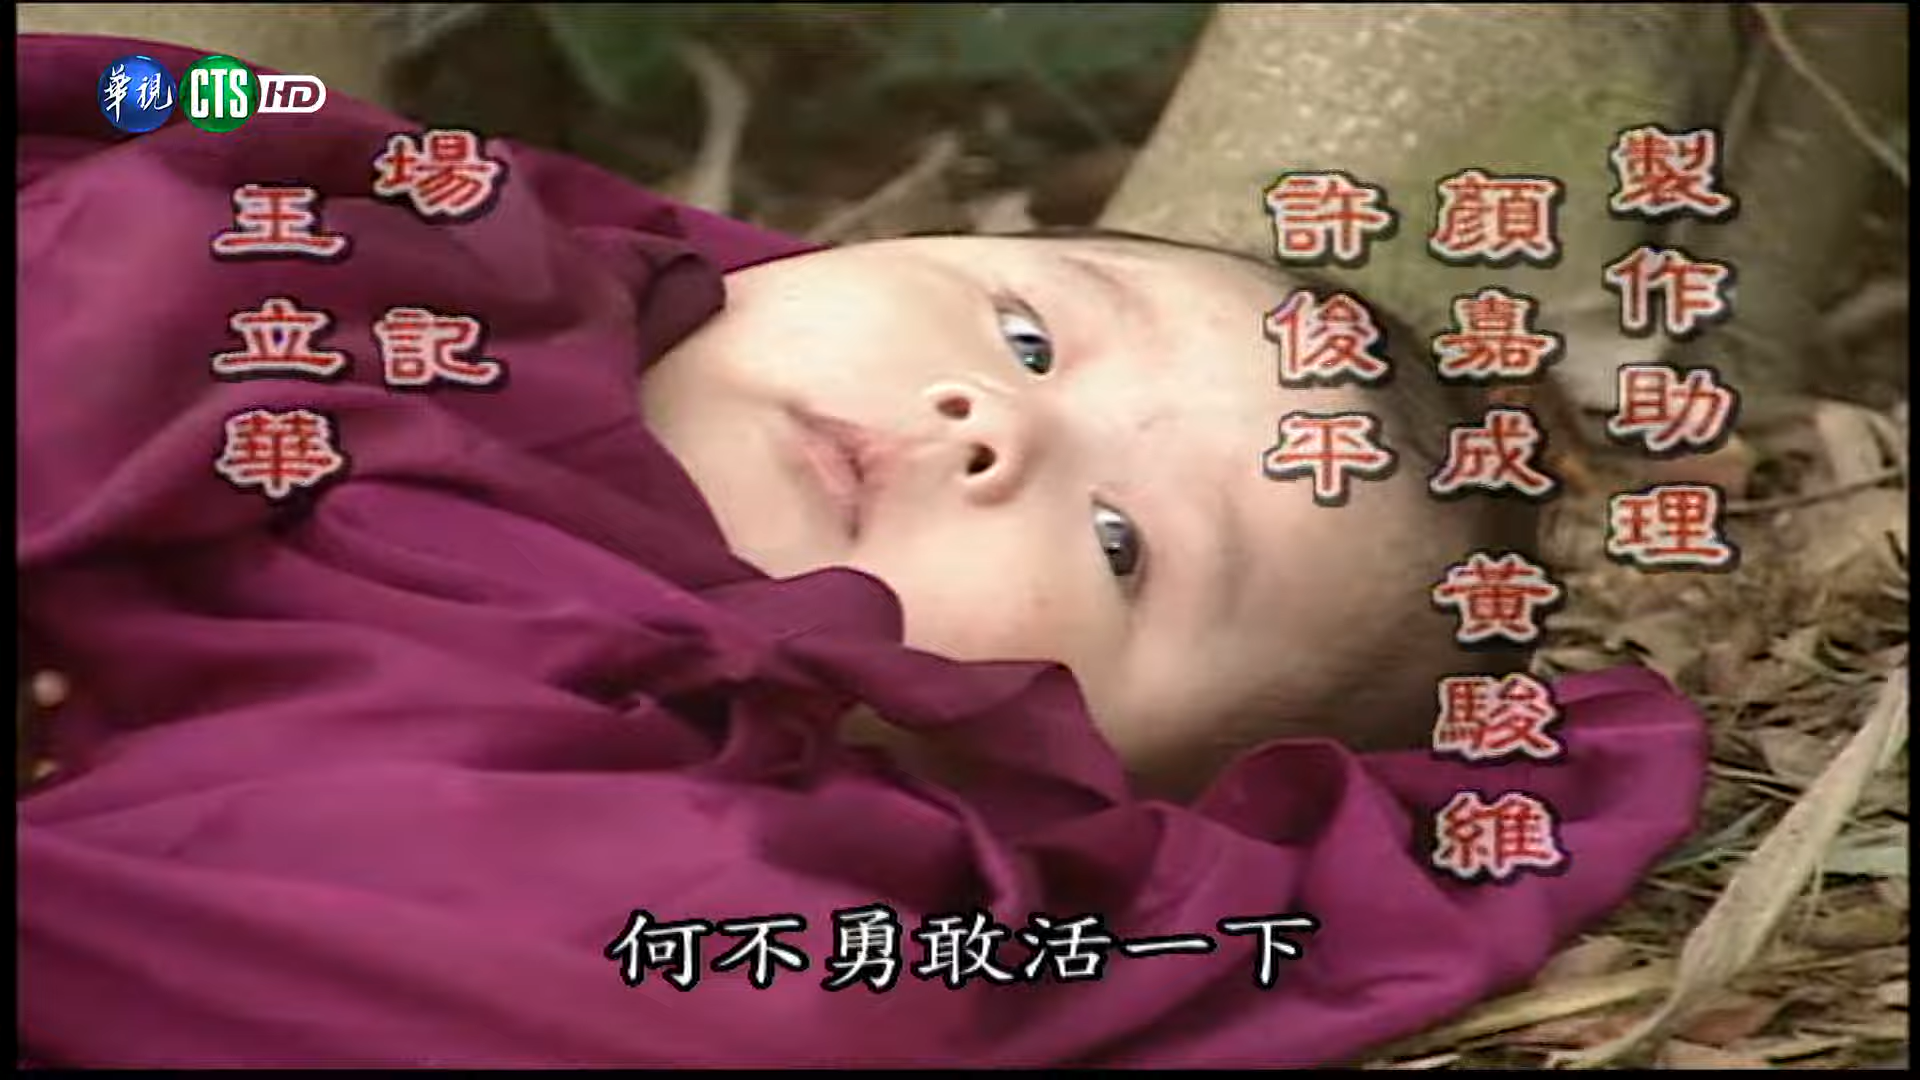 華視 CTS HD
製作助理
顏嘉成 黃駿維
許俊平
場記
王立華
何不勇敢活一下